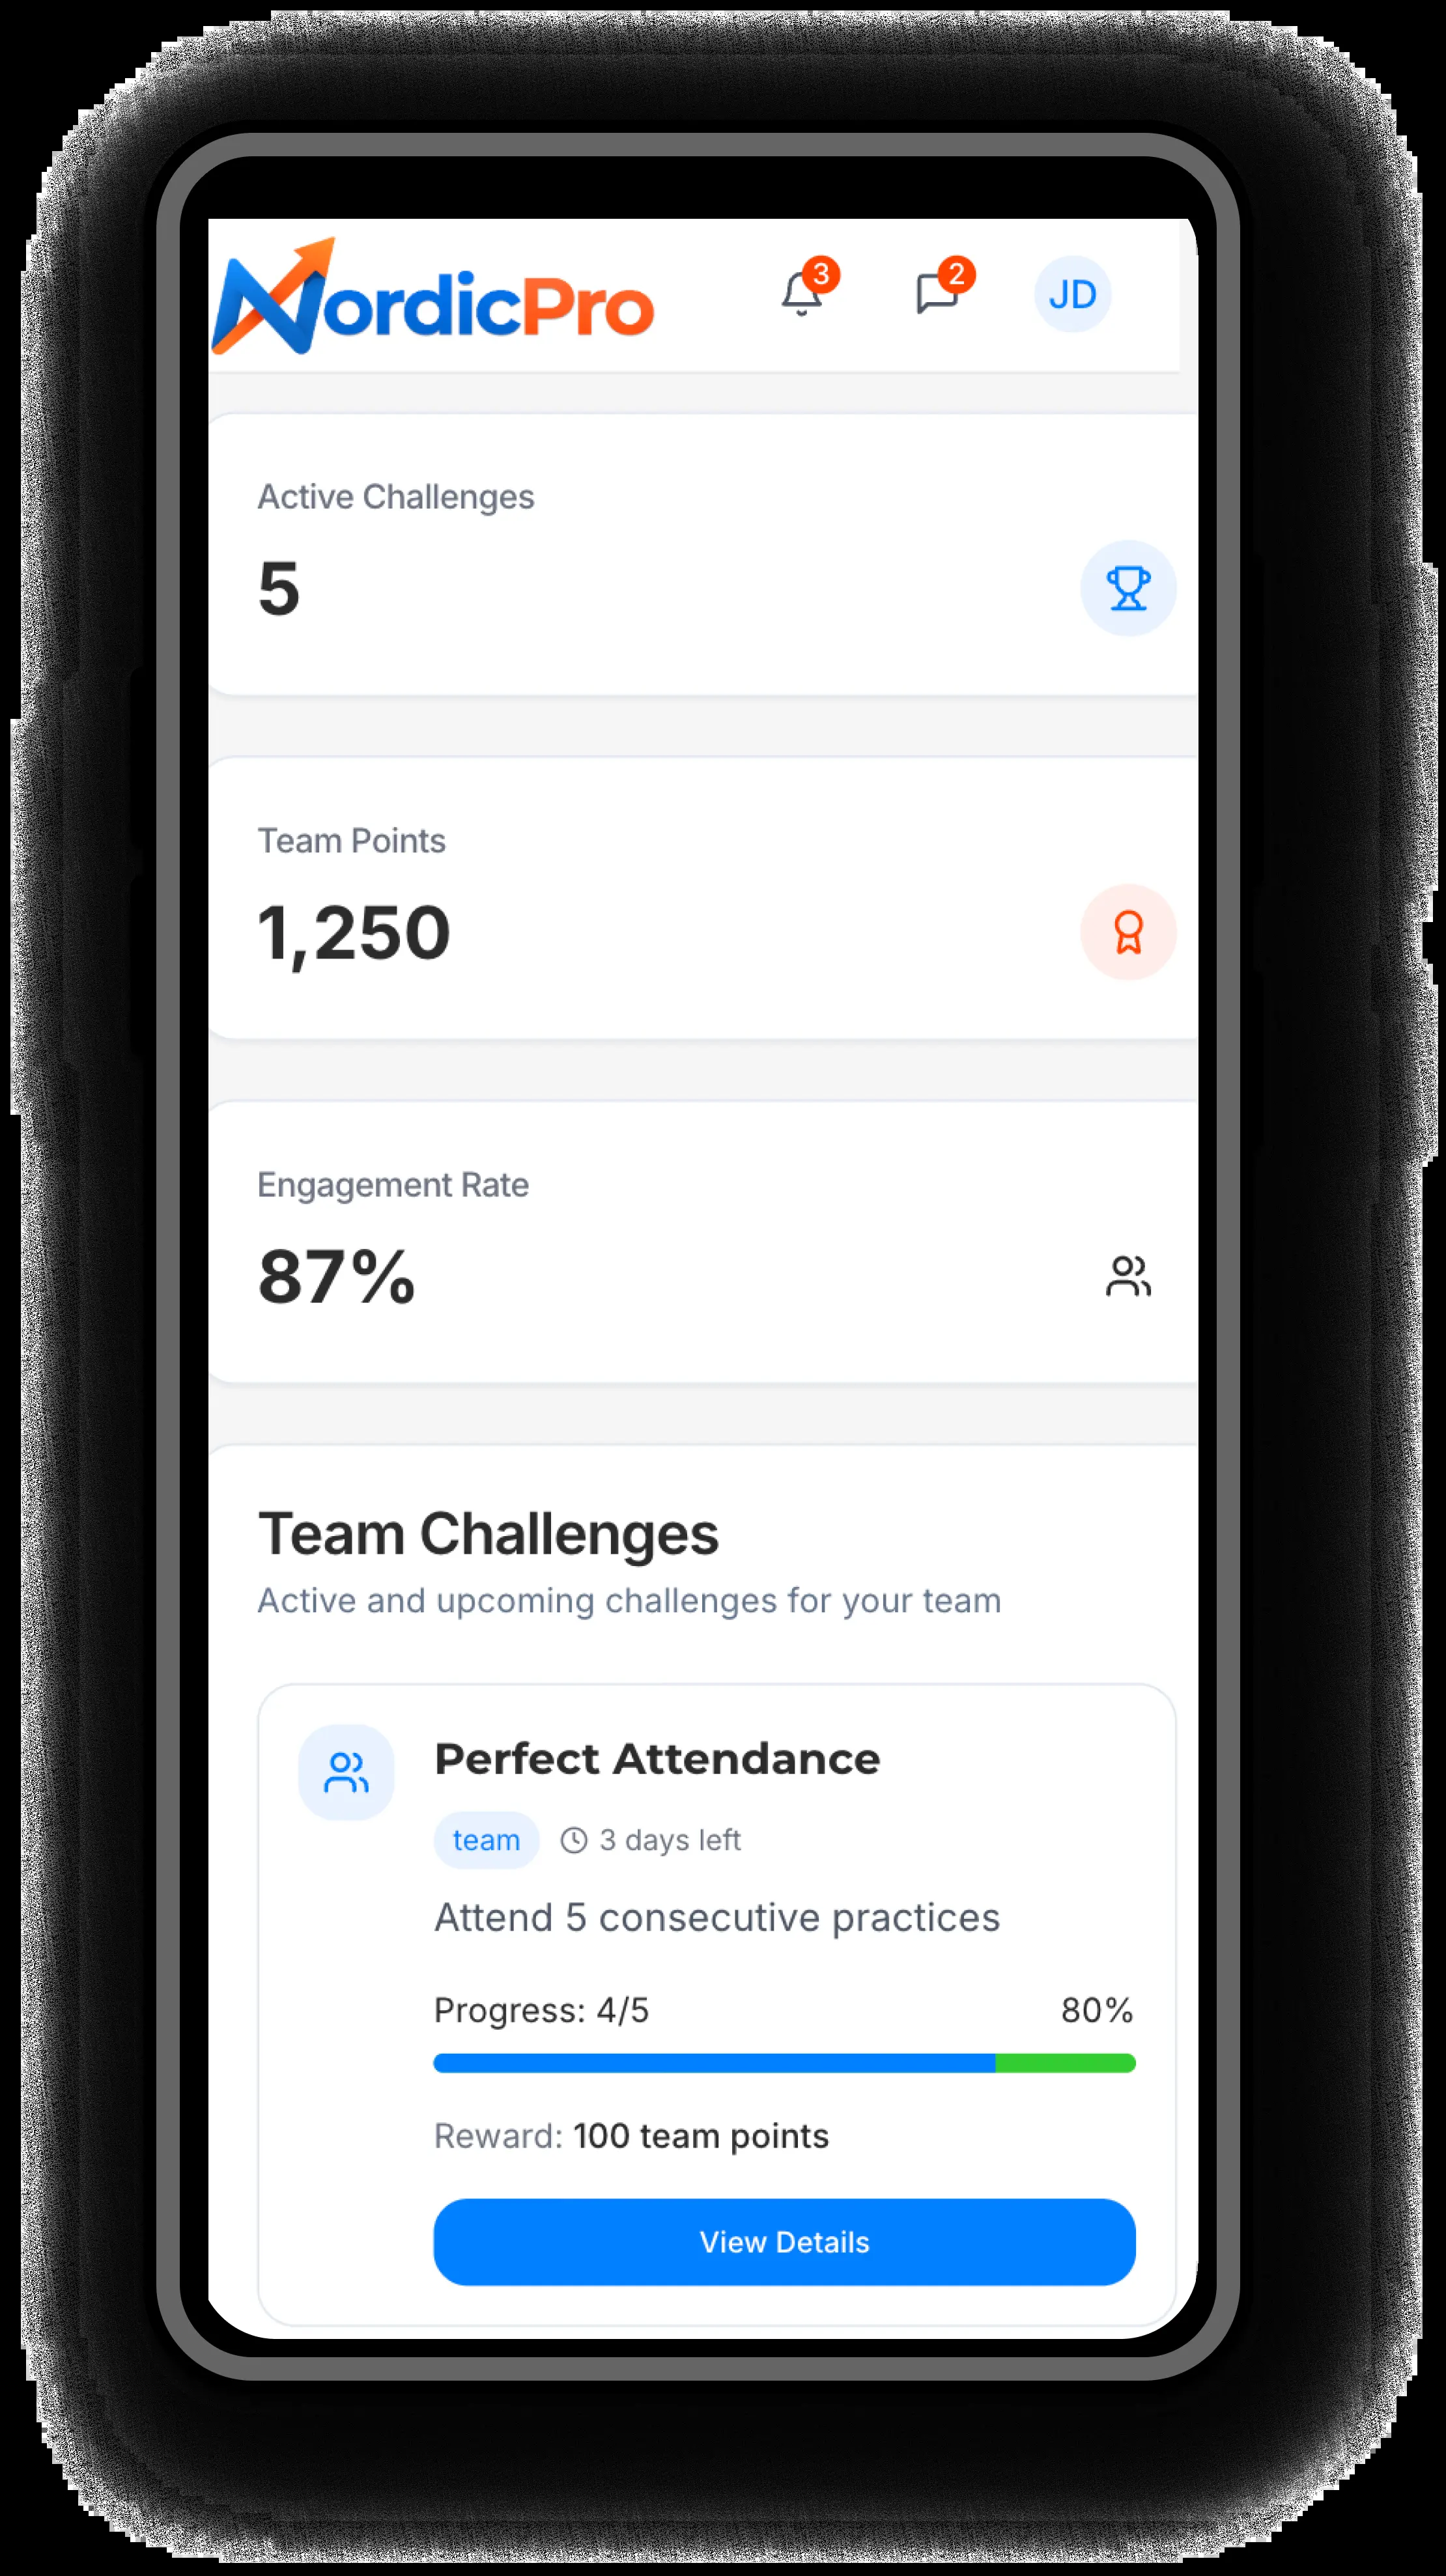 NordicPro
3
2
JD
Active Challenges
5
Team Points
1,250
Engagement Rate
87%
Team Challenges
Active and upcoming challenges for your team
Perfect Attendance
team 3 days left
Attend 5 consecutive practices
Progress: 4/5 80%
Reward: 100 team points
View Details